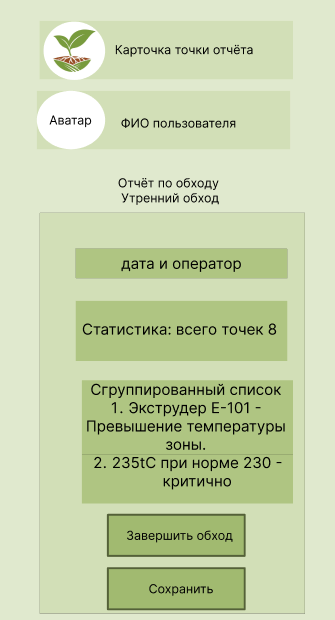 Карточка точки отчёта
Аватар
ФИО пользователя
Отчёт по обходу
Утренний обход
дата и оператор
Статистика: всего точек 8
Сгруппированный список
1. Экструдер Е-101 -
Превышение температуры
зоны.
2. 235tC при норме 230 -
критично
Завершить обход
Сохранить